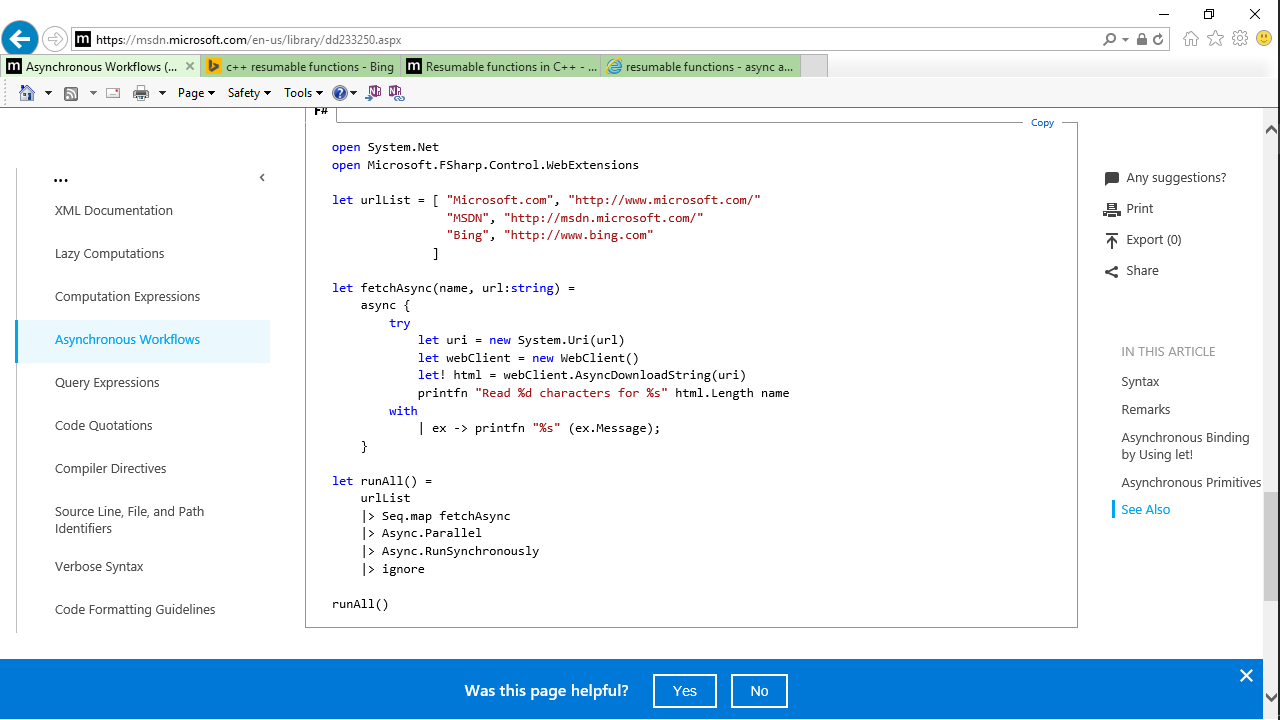 https://msdn.microsoft.com/en-us/library/dd233250.aspx
Asynchronous Workflows (...
c++ resumable functions - Bing
Resumable functions in C++ - ...
resumable functions - async a...
Page
Safety
Tools
F#
Copy
open System.Net
open Microsoft.FSharp.Control.WebExtensions
let urlList = [ "Microsoft.com", "http://www.microsoft.com/"
"MSDN", "http://msdn.microsoft.com/"
"Bing", "http://www.bing.com"
]
let fetchAsync(name, url:string) =
async {
try
let uri = new System.Uri(url)
let webClient = new WebClient()
let! html = webClient.AsyncDownloadString(uri)
printfn "Read %d characters for %s" html.Length name
with
| ex -> printfn "%s" (ex.Message);
}
let runAll() =
urlList
|> Seq.map fetchAsync
|> Async.Parallel
|> Async.RunSynchronously
|> ignore
runAll()
...
XML Documentation
Lazy Computations
Computation Expressions
Asynchronous Workflows
Query Expressions
Code Quotations
Compiler Directives
Source Line, File, and Path
Identifiers
Verbose Syntax
Code Formatting Guidelines
Any suggestions?
Print
Export (0)
Share
IN THIS ARTICLE
Syntax
Remarks
Asynchronous Binding
by Using let!
Asynchronous Primitives
See Also
Was this page helpful?
Yes
No